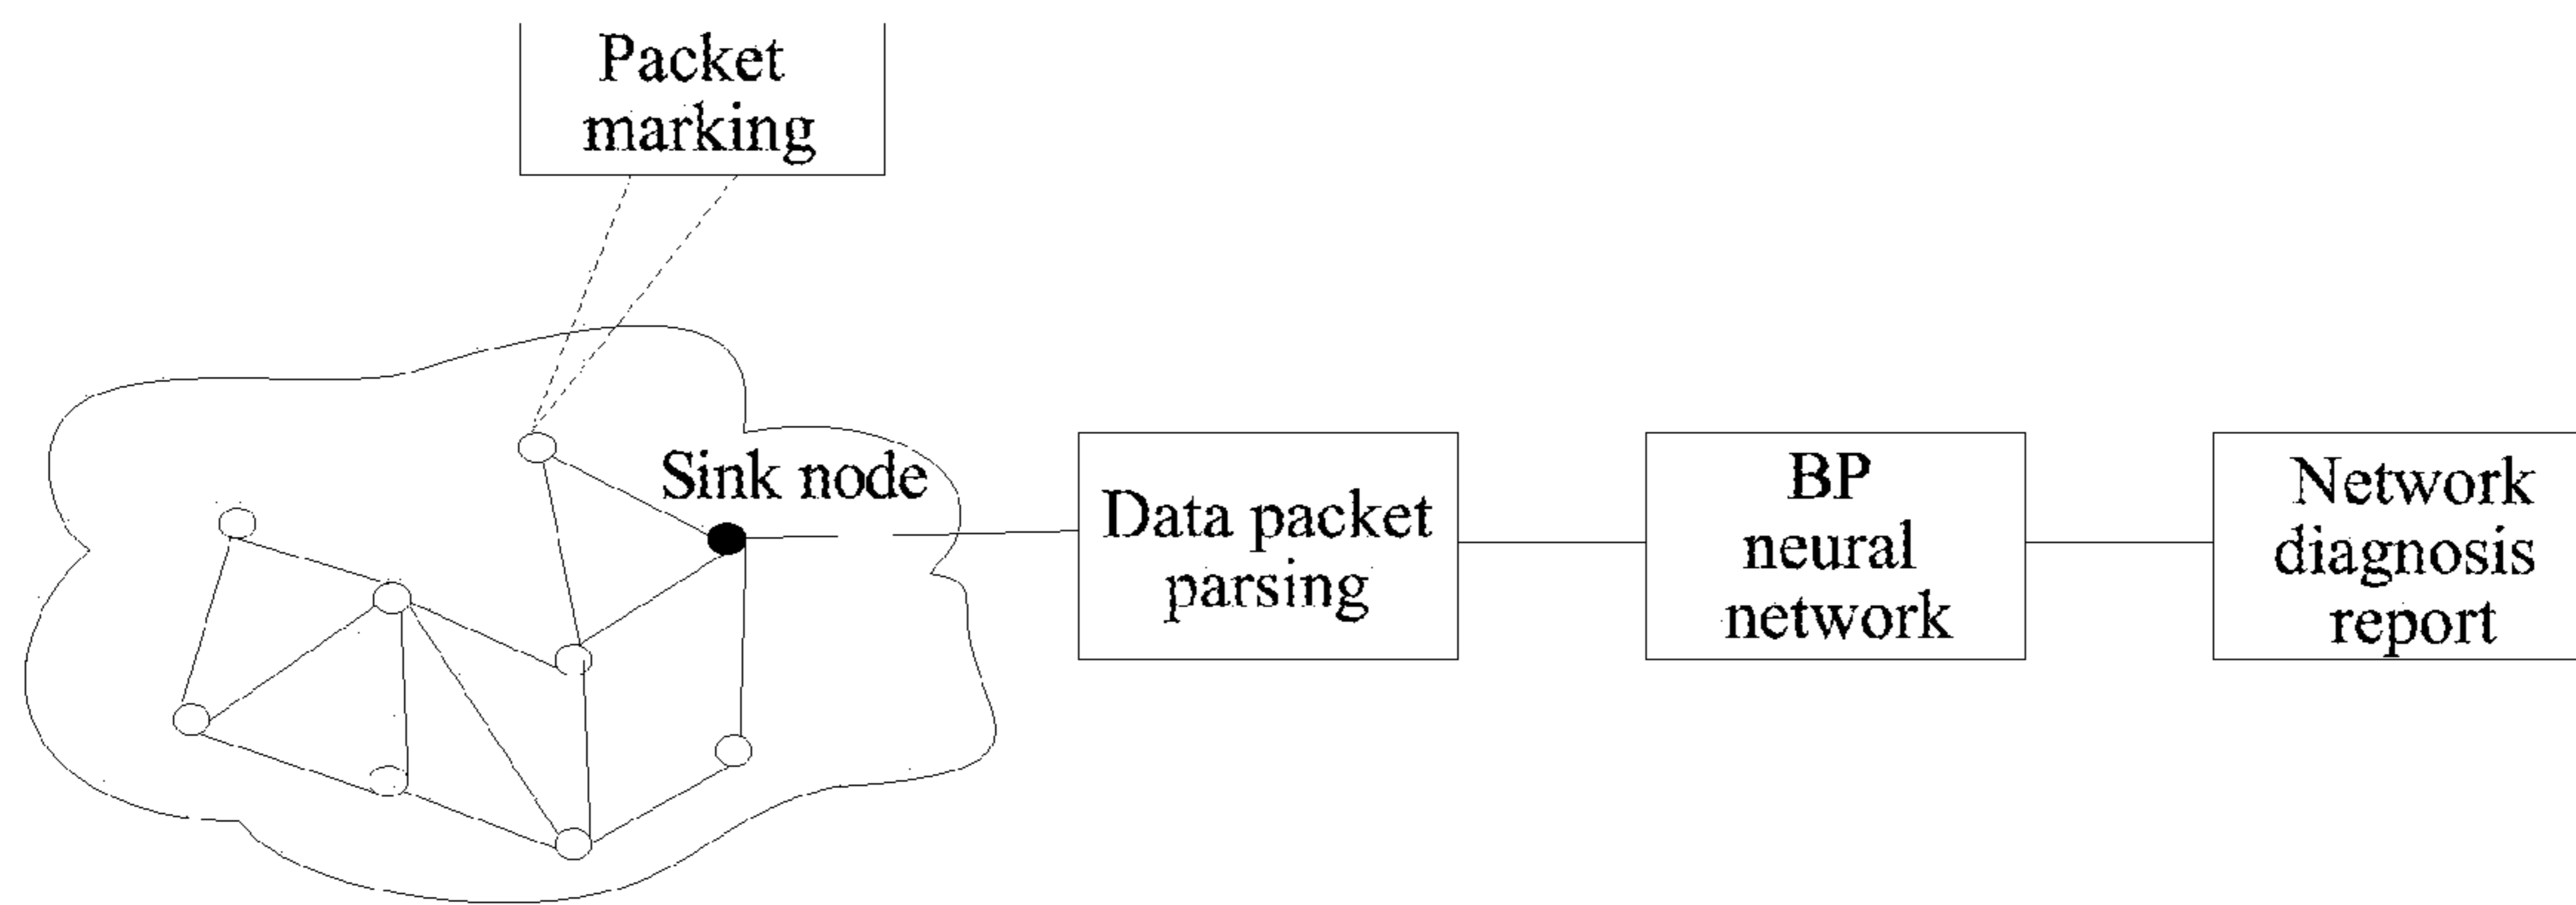 Packet
marking
Sink node
Data packet
parsing
BP
neural
network
Network
diagnosis
report